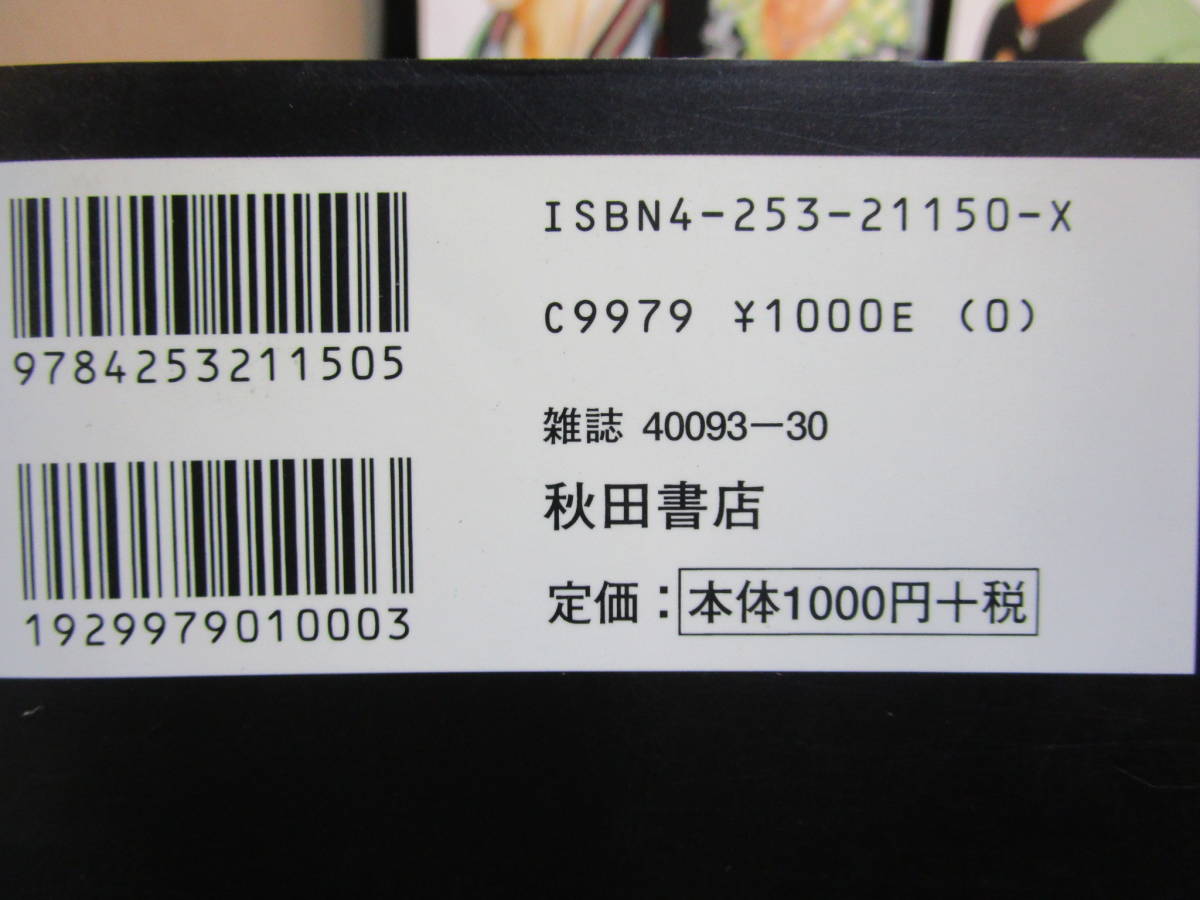 9784253211505
1929979010003
ISBN4-253-21150-X
C9979 ¥1000E (0)
雑誌 40093-30
秋田書店
定価：本体1000円+税